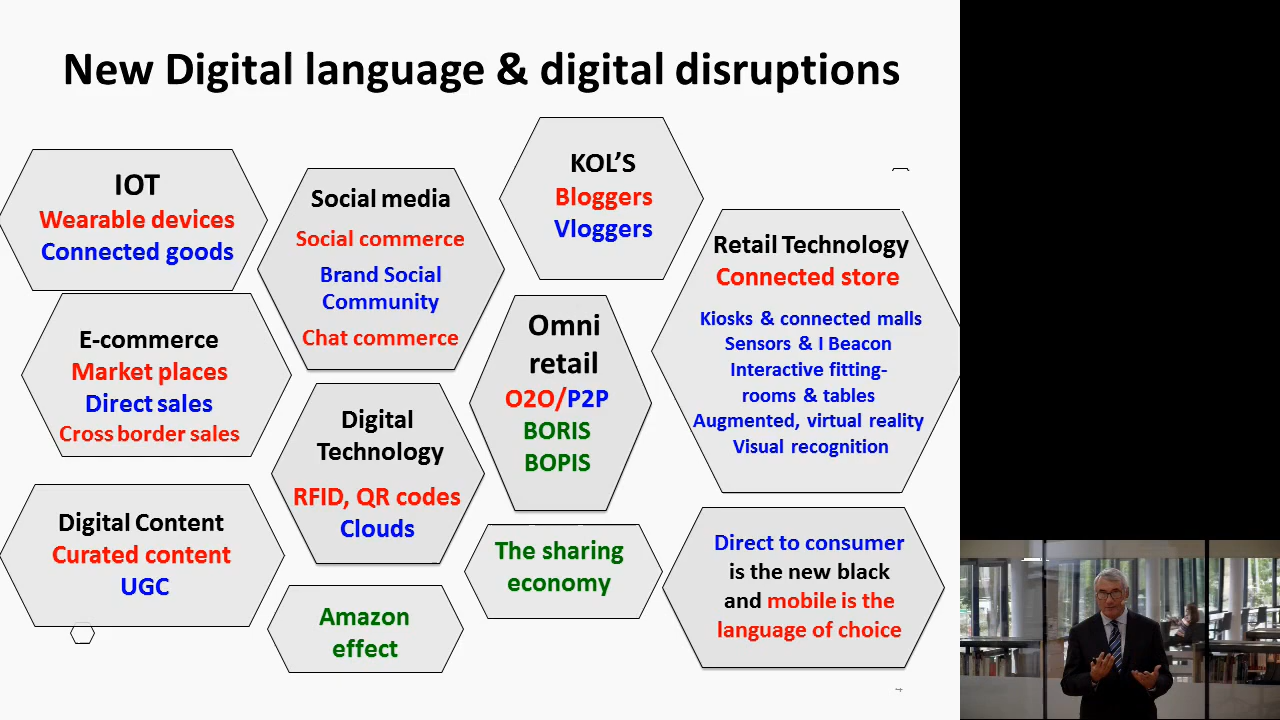 New Digital language & digital disruptions
IOT
Wearable devices
Connected goods
Social media
Social commerce
Brand Social
Community
Chat commerce
KOL'S
Bloggers
Vloggers
Retail Technology
Connected store
Kiosks & connected malls
Sensors & I Beacon
Interactive fitting-
rooms & tables
Augmented, virtual reality
Visual recognition
E-commerce
Market places
Direct sales
Cross border sales
Omni
retail
O2O/P2P
BORIS
BOPIS
Digital
Technology
RFID, QR codes
Clouds
Digital Content
Curated content
UGC
The sharing
economy
Direct to consumer
is the new black
and mobile is the
language of choice
Amazon
effect